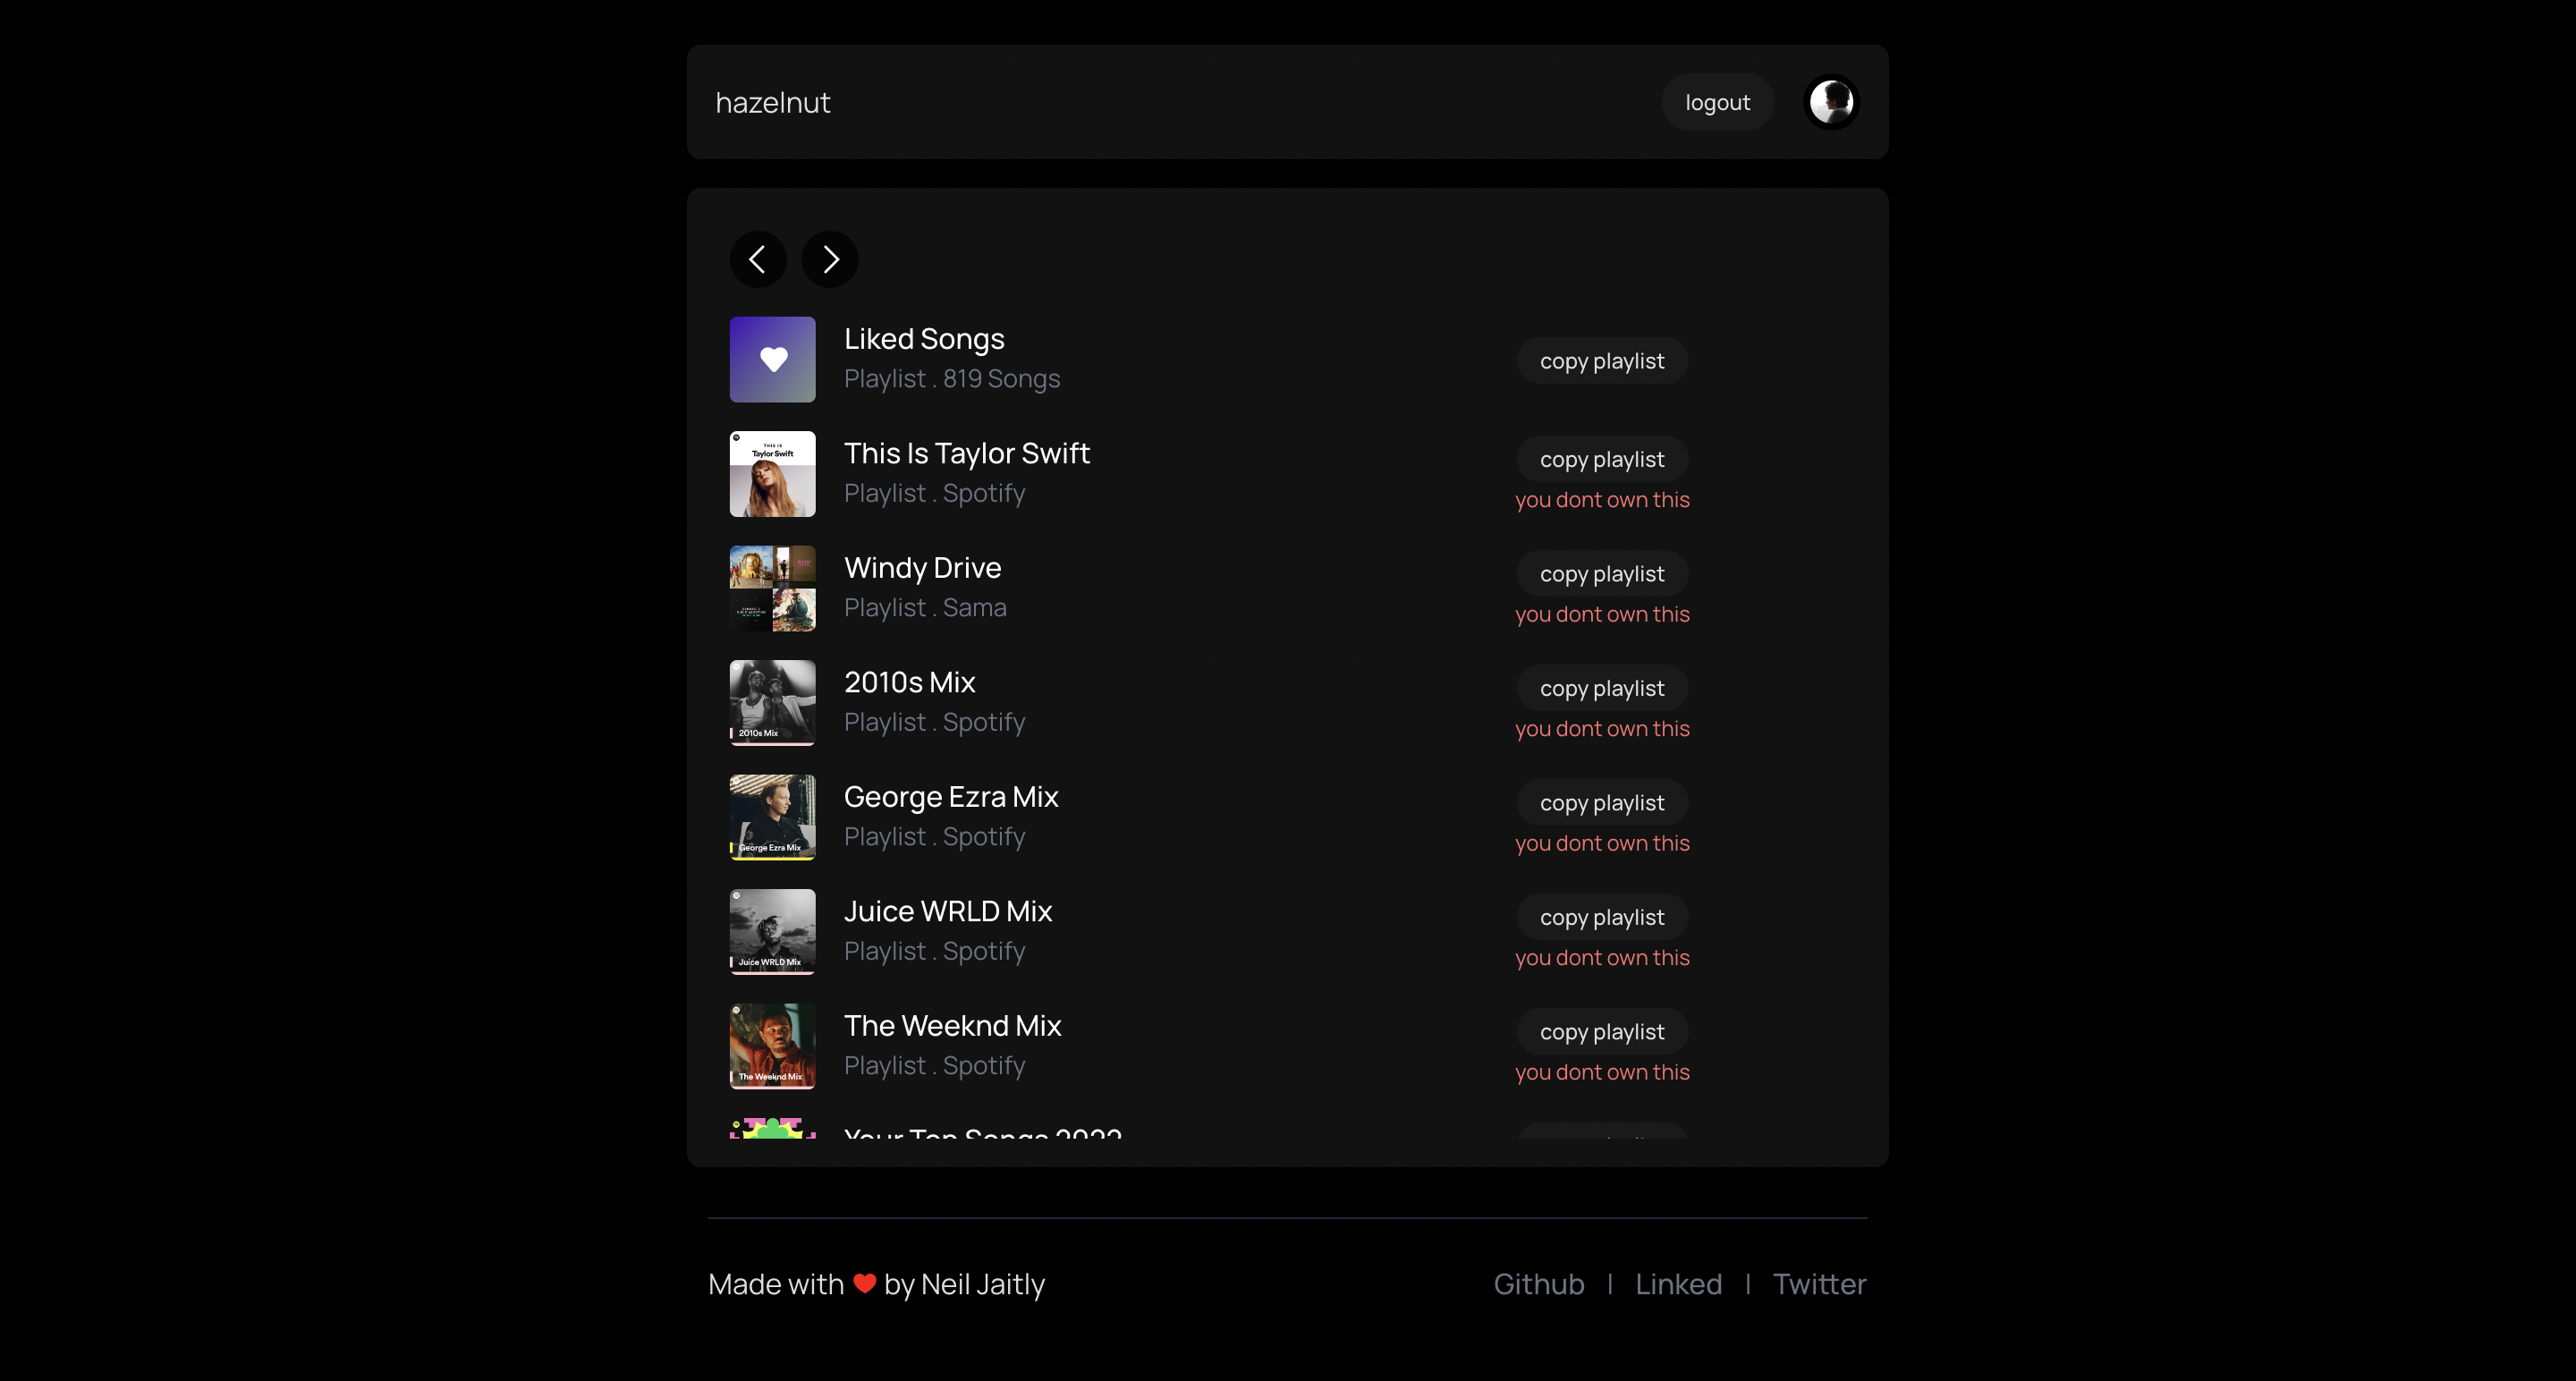 hazelnut
logout
Liked Songs
Playlist . 819 Songs
copy playlist
THIS IS
Taylor Swift
This Is Taylor Swift
Playlist . Spotify
copy playlist
you dont own this
Windy Drive
Playlist . Sama
copy playlist
you dont own this
2010s Mix
2010s Mix
Playlist . Spotify
copy playlist
you dont own this
George Ezra Mix
George Ezra Mix
Playlist . Spotify
copy playlist
you dont own this
Juice WRLD Mix
Juice WRLD Mix
Playlist . Spotify
copy playlist
you dont own this
The Weeknd Mix
The Weeknd Mix
Playlist . Spotify
copy playlist
you dont own this
Your Top Songs 2022
Made with ❤️ by Neil Jaitly
Github | Linked | Twitter